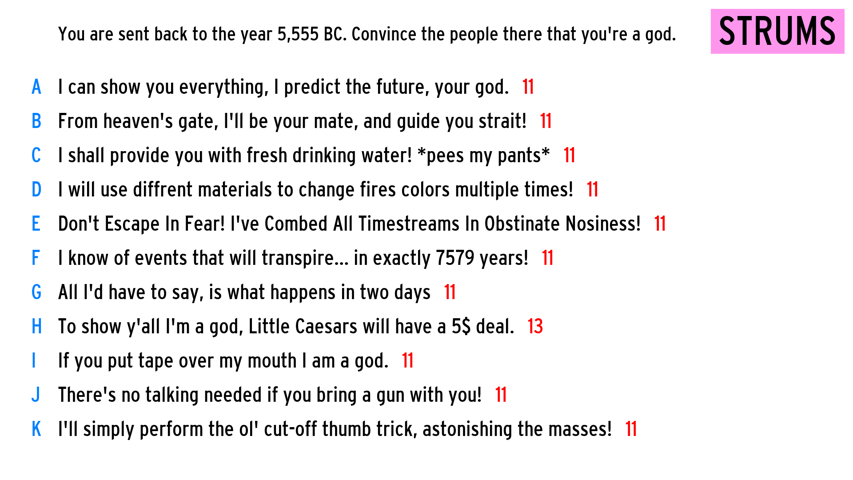 You are sent back to the year 5,555 BC. Convince the people there that you're a god.
STRUMS
A I can show you everything, I predict the future, your god. 11
B From heaven's gate, I'll be your mate, and guide you strait! 11
C I shall provide you with fresh drinking water! *pees my pants* 11
D I will use diffrent materials to change fires colors multiple times! 11
E Don't Escape In Fear! I've Combed All Timestreams In Obstinate Nosiness! 11
F I know of events that will transpire... in exactly 7579 years! 11
G All I'd have to say, is what happens in two days 11
H To show y'all I'm a god, Little Caesars will have a 5$ deal. 13
I If you put tape over my mouth I am a god. 11
J There's no talking needed if you bring a gun with you! 11
K I'll simply perform the ol' cut-off thumb trick, astonishing the masses! 11